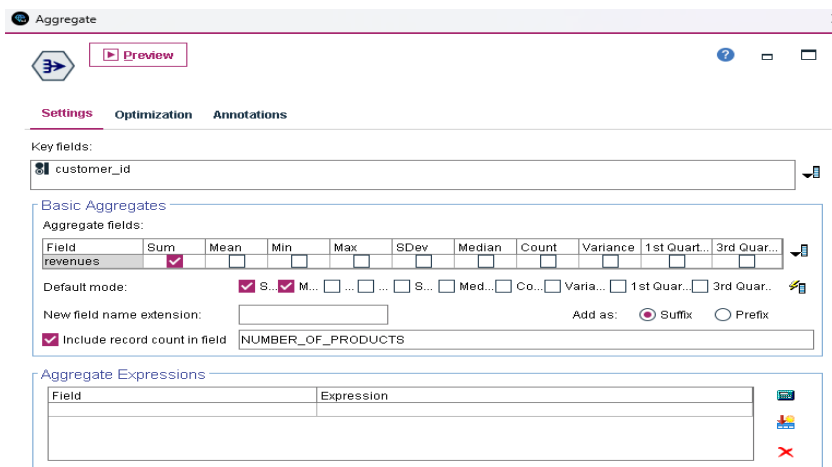 Aggregate
Preview
?
Settings Optimization Annotations
Key fields:
customer_id
Basic Aggregates
Aggregate fields:
Field Sum Mean Min Max SDev Median Count Variance 1st Quart... 3rd Quar...
revenues
Default mode: S... M... ... ... S... Med... Co... Varia... 1st Quar... 3rd Quar..
New field name extension: Add as: Suffix Prefix
Include record count in field NUMBER_OF_PRODUCTS
Aggregate Expressions
Field Expression